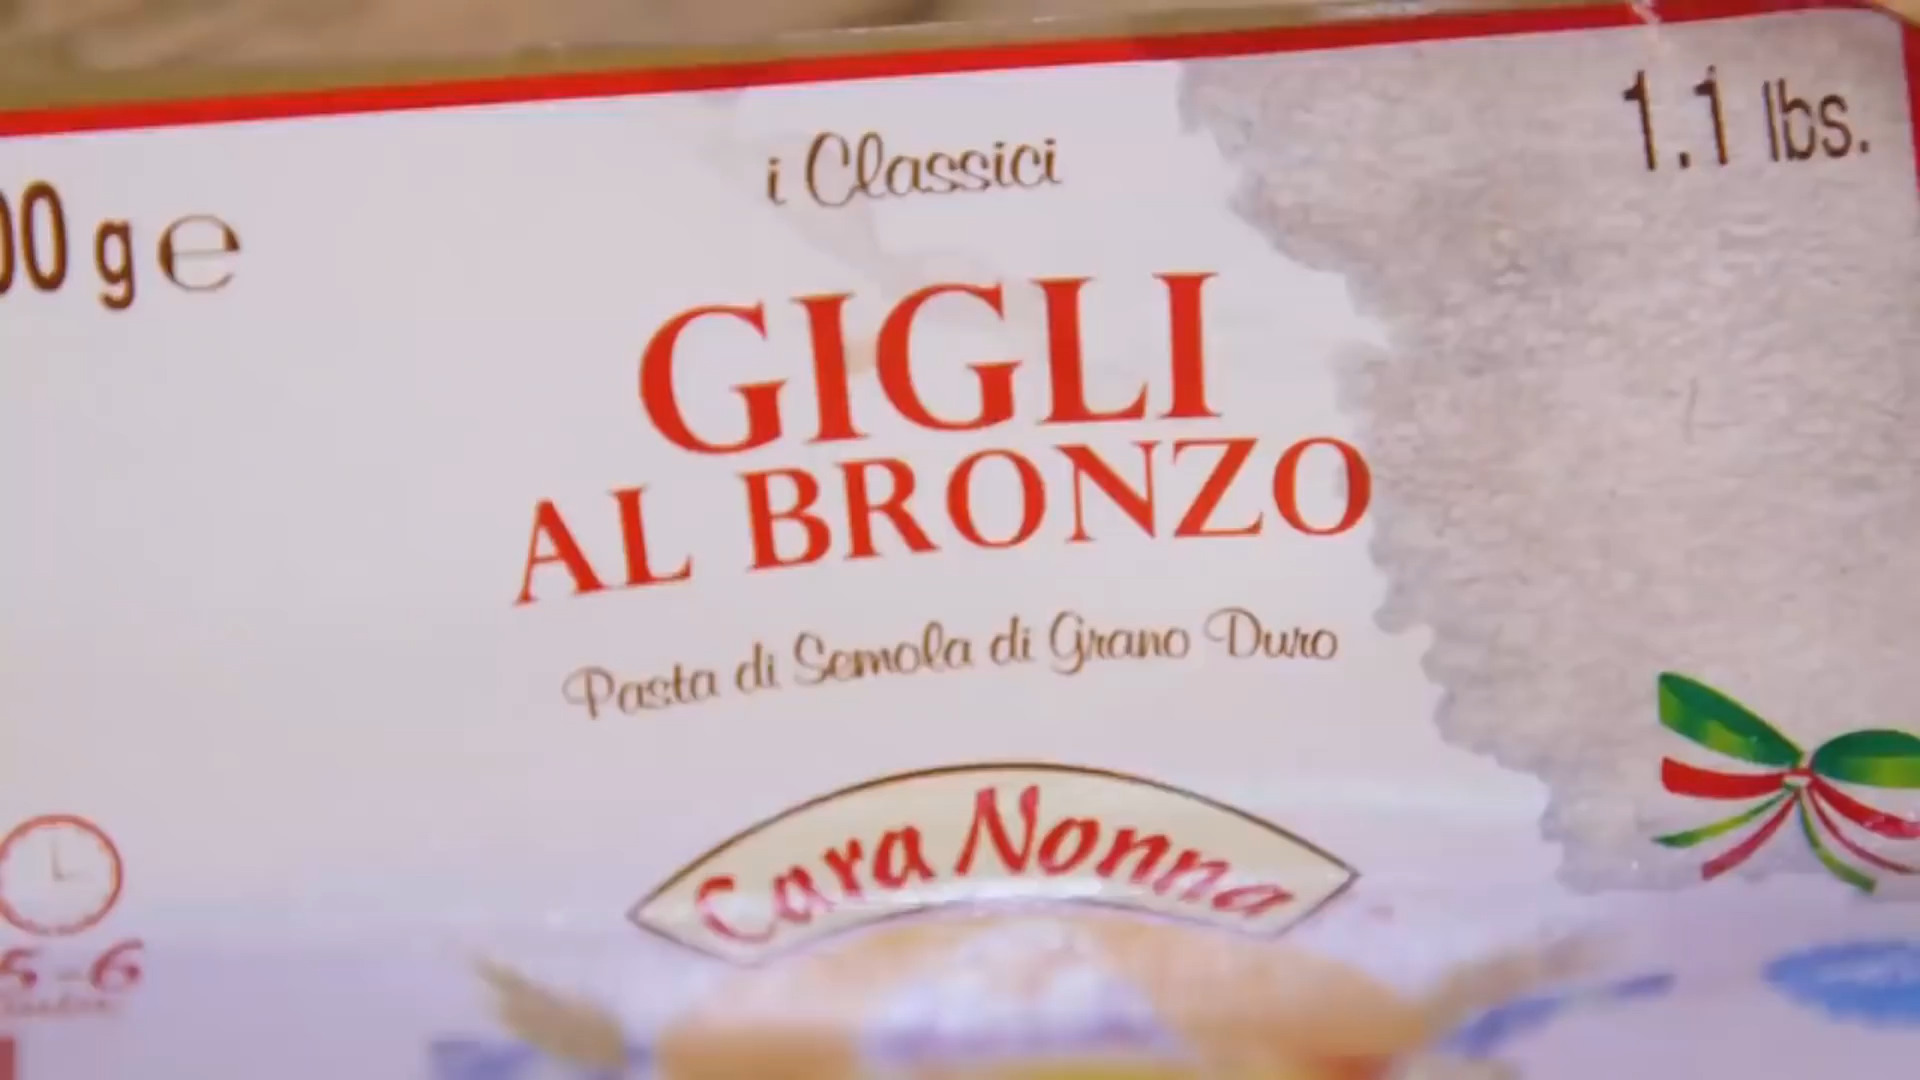 i Classici
1.1 lbs.
00 g e
GIGLI
AL BRONZO
Pasta di Semola di Grano Duro
Cara Nonna
5-6